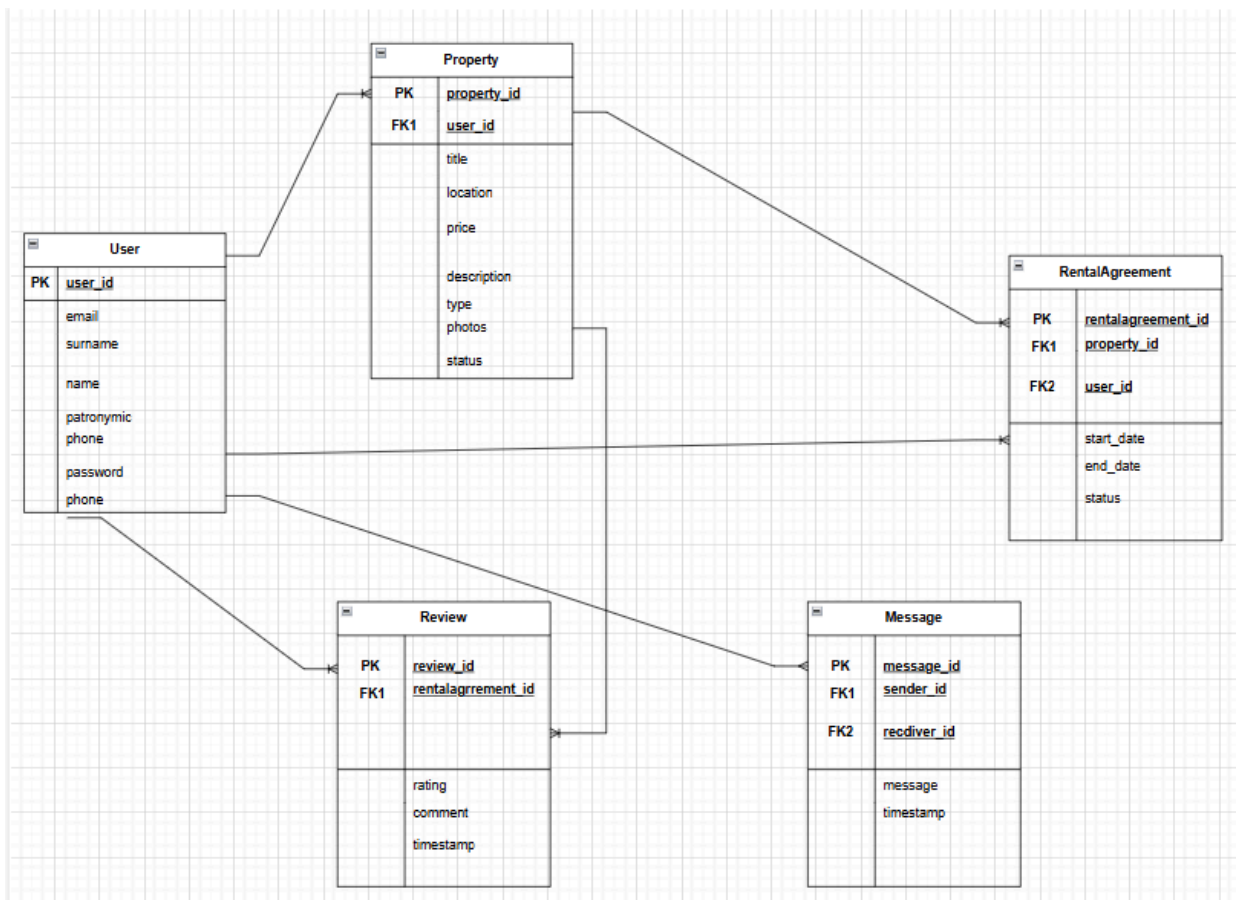 Property
PK property_id
FK1 user_id
title
location
price
description
type
photos
status
User
PK user_id
email
surname
name
patronymic
phone
password
phone
RentalAgreement
PK rentalagreement_id
FK1 property_id
FK2 user_id
start_date
end_date
status
Review
PK review_id
FK1 rentalagrrement_id
rating
comment
timestamp
Message
PK message_id
FK1 sender_id
FK2 recdiver_id
message
timestamp